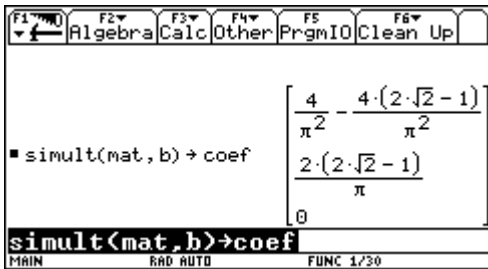 F1 F2 F3 F4 F5 F6
Algebra Calc Other PrgmIO Clean Up
4/π² - 4·(2·√2 - 1)/π²
■ simult(mat,b)→coef
2·(2·√2 - 1)/π
0
simult(mat,b)→coef
MAIN RAD AUTO FUNC 1/30